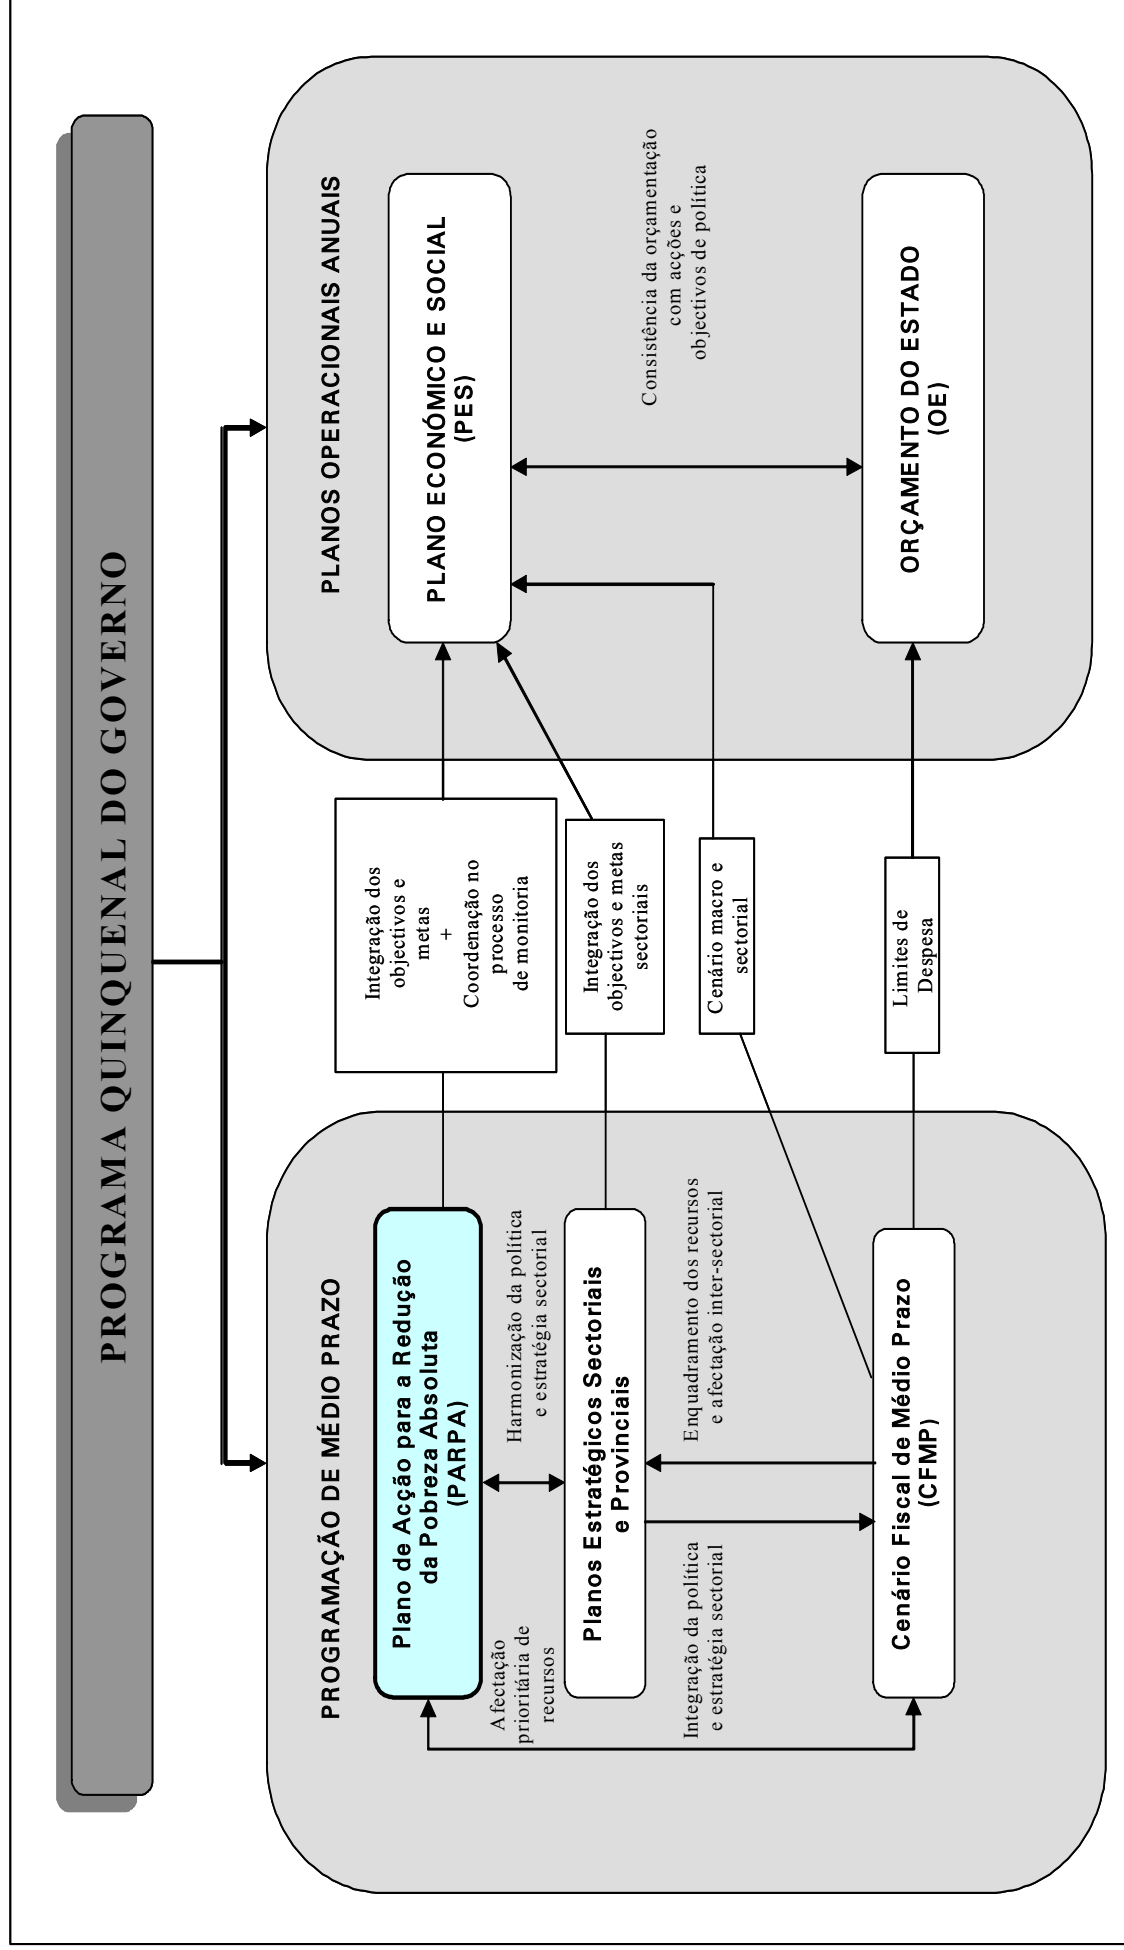 PROGRAMA QUINQUENAL DO GOVERNO
PROGRAMAÇÃO DE MÉDIO PRAZO
Plano de Acção para a Redução
da Pobreza Absoluta
(PARPA)
Afectação
prioritária de
recursos
Harmonização da política
e estratégia sectorial
Planos Estratégicos Sectoriais
e Provinciais
Integração da política
e estratégia sectorial
Enquadramento dos recursos
e afectação inter-sectorial
Cenário Fiscal de Médio Prazo
(CFMP)
Integração dos
objectivos e
metas
+
Coordenação no
processo
de monitoria
Integração dos
objectivos e metas
sectoriais
Cenário macro e
sectorial
Limites de
Despesa
PLANOS OPERACIONAIS ANUAIS
PLANO ECONÓMICO E SOCIAL
(PES)
Consistência da orçamentação
com acções e
objectivos de política
ORÇAMENTO DO ESTADO
(OE)